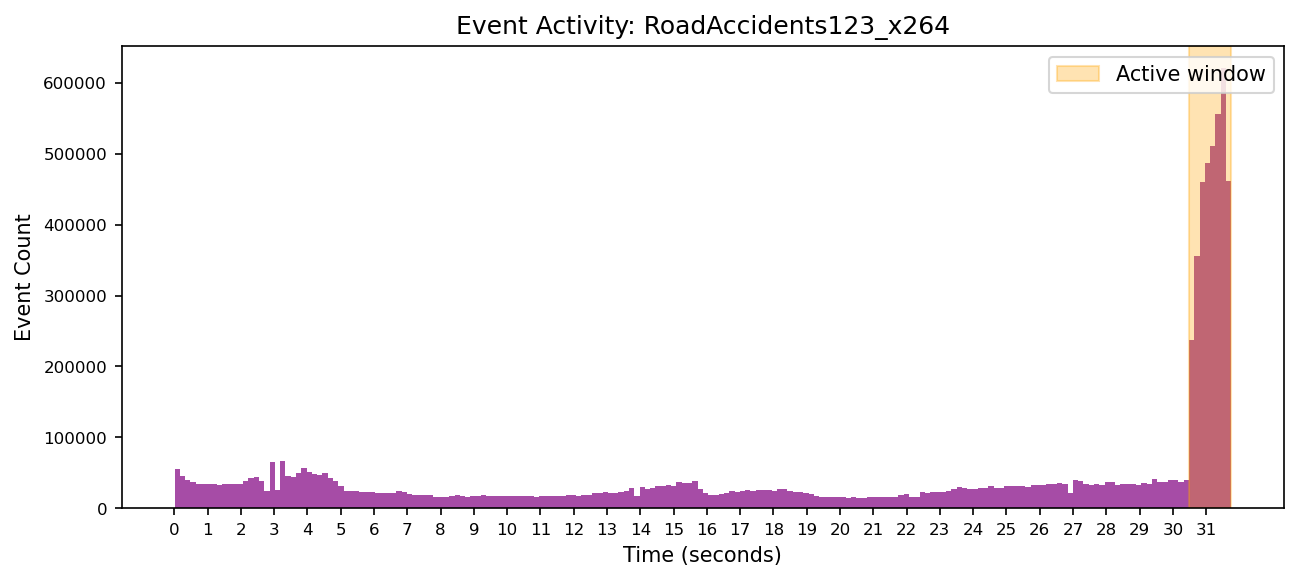 Event Activity: RoadAccidents123_x264
Active window
Event Count
600000
500000
400000
300000
200000
100000
0
0 1 2 3 4 5 6 7 8 9 10 11 12 13 14 15 16 17 18 19 20 21 22 23 24 25 26 27 28 29 30 31
Time (seconds)